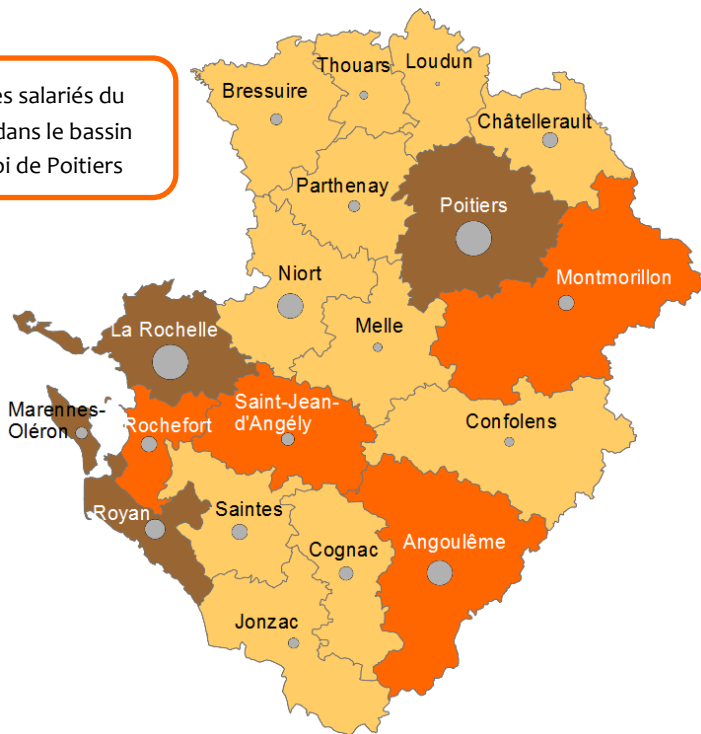 es salariés du
dans le bassin
oi de Poitiers
Thouars
Loudun
Bressuire
Châtellerault
Parthenay
Poitiers
Niort
Montmorillon
La Rochelle
Melle
Marennes-
Oléron
Rochefort
Saint-Jean-
d'Angély
Confolens
Royan
Saintes
Cognac
Angoulême
Jonzac